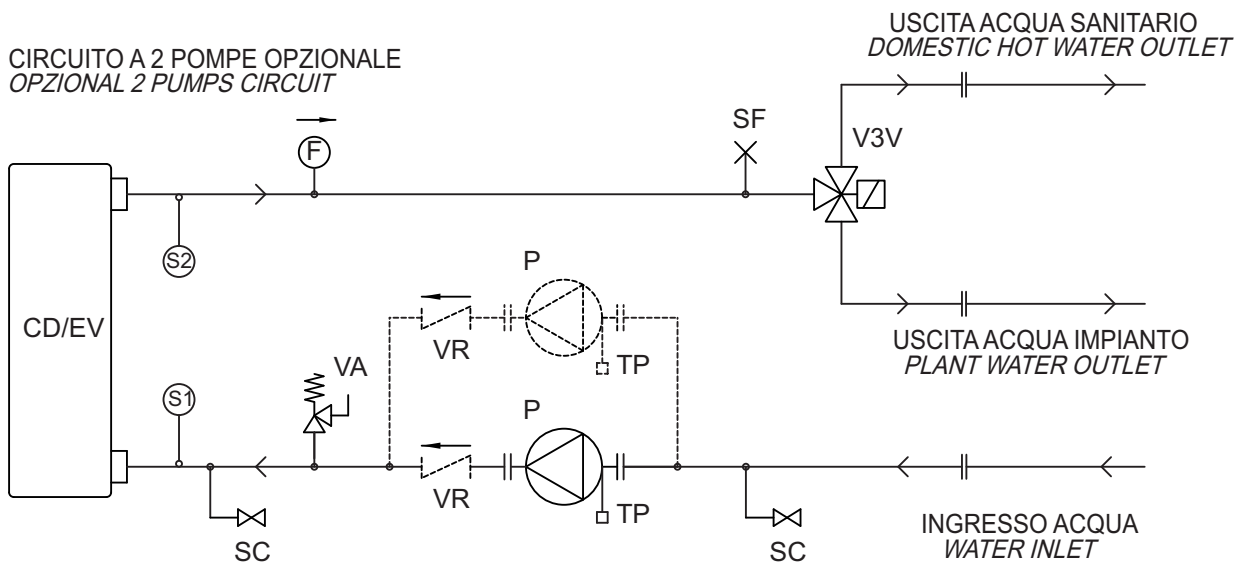 USCITA ACQUA SANITARIO
DOMESTIC HOT WATER OUTLET
CIRCUITO A 2 POMPE OPZIONALE
OPZIONAL 2 PUMPS CIRCUIT
SF
V3V
F
S2
P
CD/EV
VR
TP
USCITA ACQUA IMPIANTO
PLANT WATER OUTLET
VA
S1
P
VR
TP
SC
SC
INGRESSO ACQUA
WATER INLET